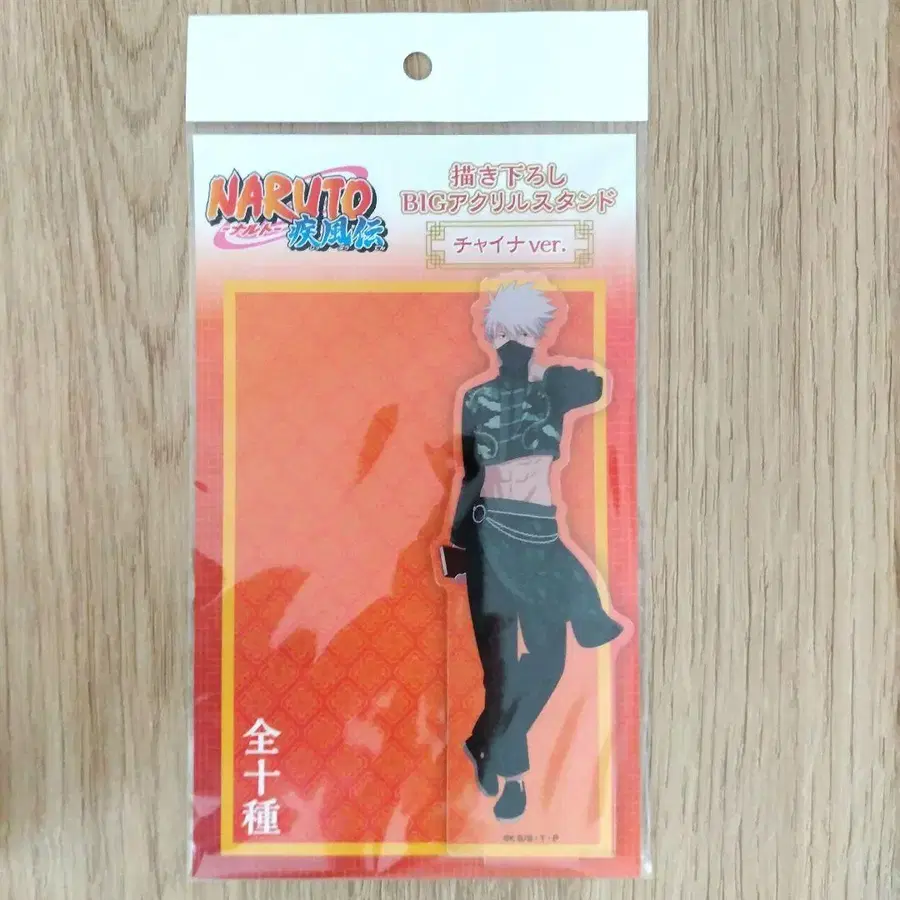 NARUTO
-ナルト-
疾風伝
描き下ろし
BIGアクリルスタンド
チャイナver.
全十種